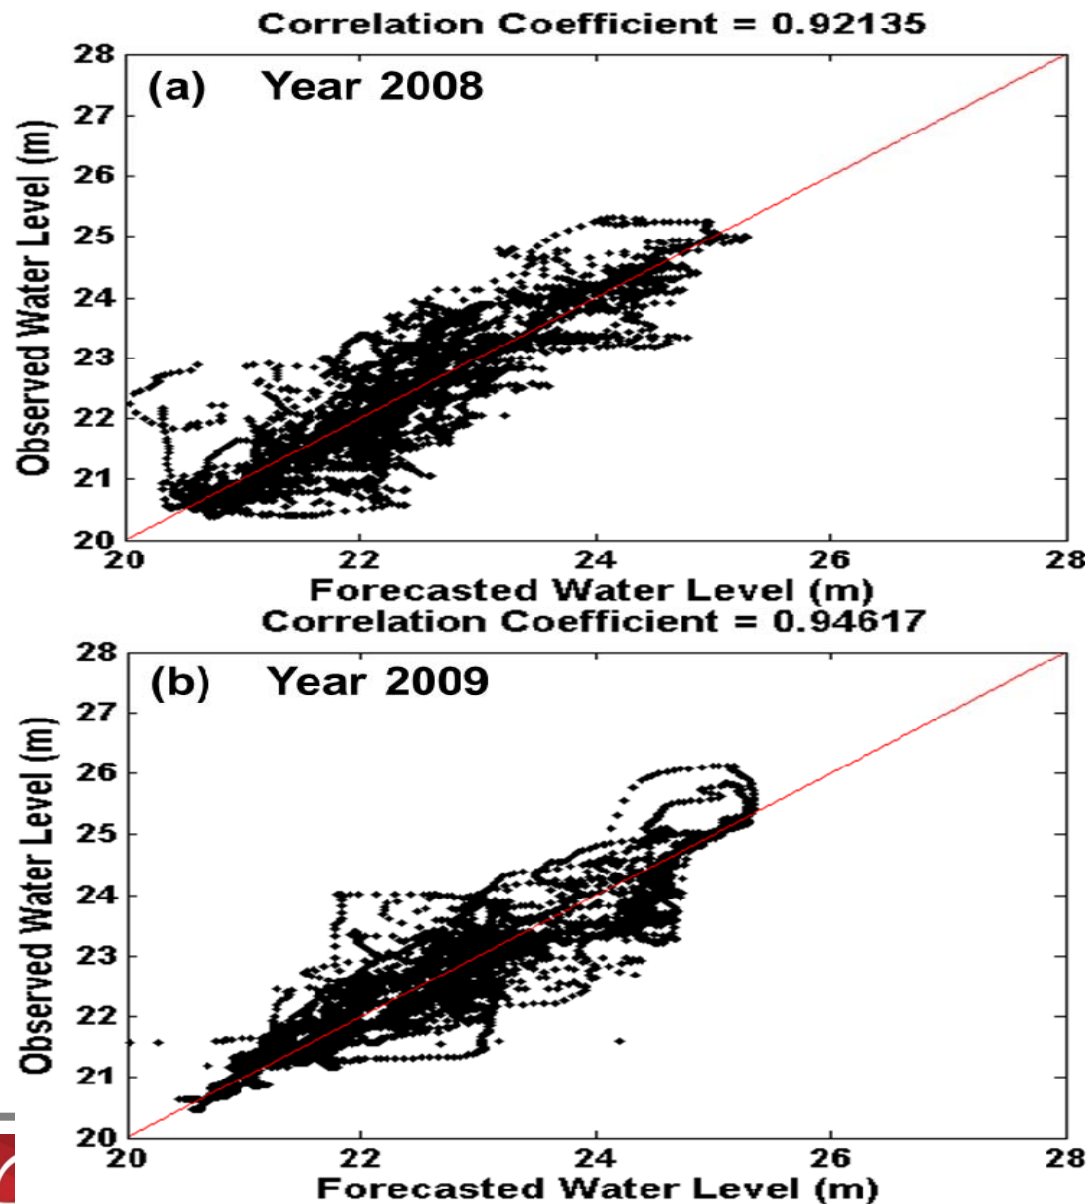 Correlation Coefficient = 0.92135
(a) Year 2008
Observed Water Level (m)
28
27
26
25
24
23
22
21
20
20 22 24 26 28
Forecasted Water Level (m)
Correlation Coefficient = 0.94617
(b) Year 2009
Observed Water Level (m)
28
27
26
25
24
23
22
21
20
20 22 24 26 28
Forecasted Water Level (m)